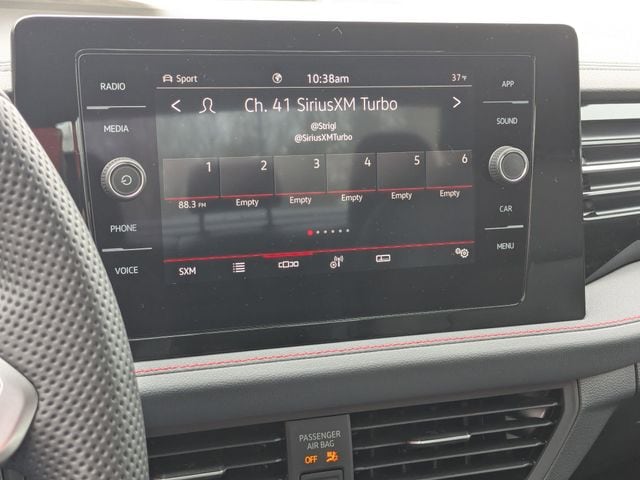 RADIO
MEDIA
PHONE
VOICE
Sport 10:38am 37°F
Ch. 41 SiriusXM Turbo
@Strigl
@SiriusXMTurbo
1 2 3 4 5 6
88.3 FM Empty Empty Empty Empty Empty
SXM
APP
SOUND
CAR
MENU
PASSENGER
AIR BAG
OFF